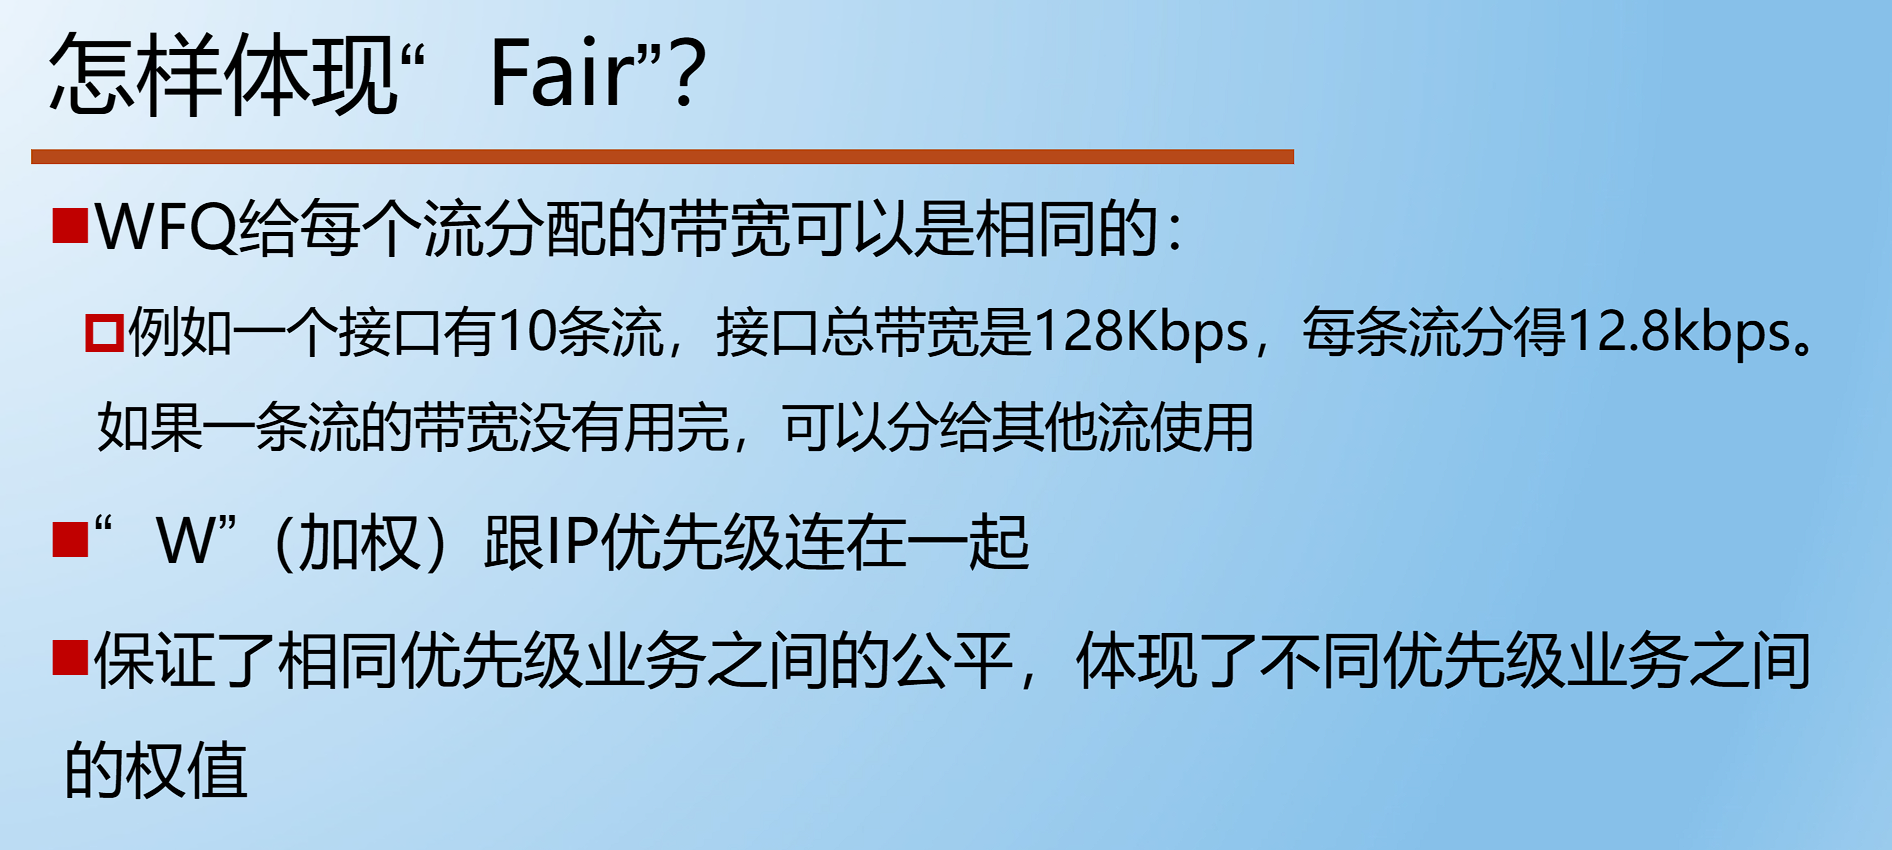 怎样体现“ Fair”？
WFQ给每个流分配的带宽可以是相同的：
例如一个接口有10条流，接口总带宽是128Kbps，每条流分得12.8kbps。
如果一条流的带宽没有用完，可以分给其他流使用
“ W”（加权）跟IP优先级连在一起
保证了相同优先级业务之间的公平，体现了不同优先级业务之间
的权值